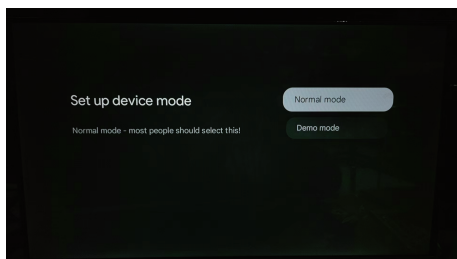 Set up device mode
Normal mode - most people should select this!
Normal mode
Demo mode